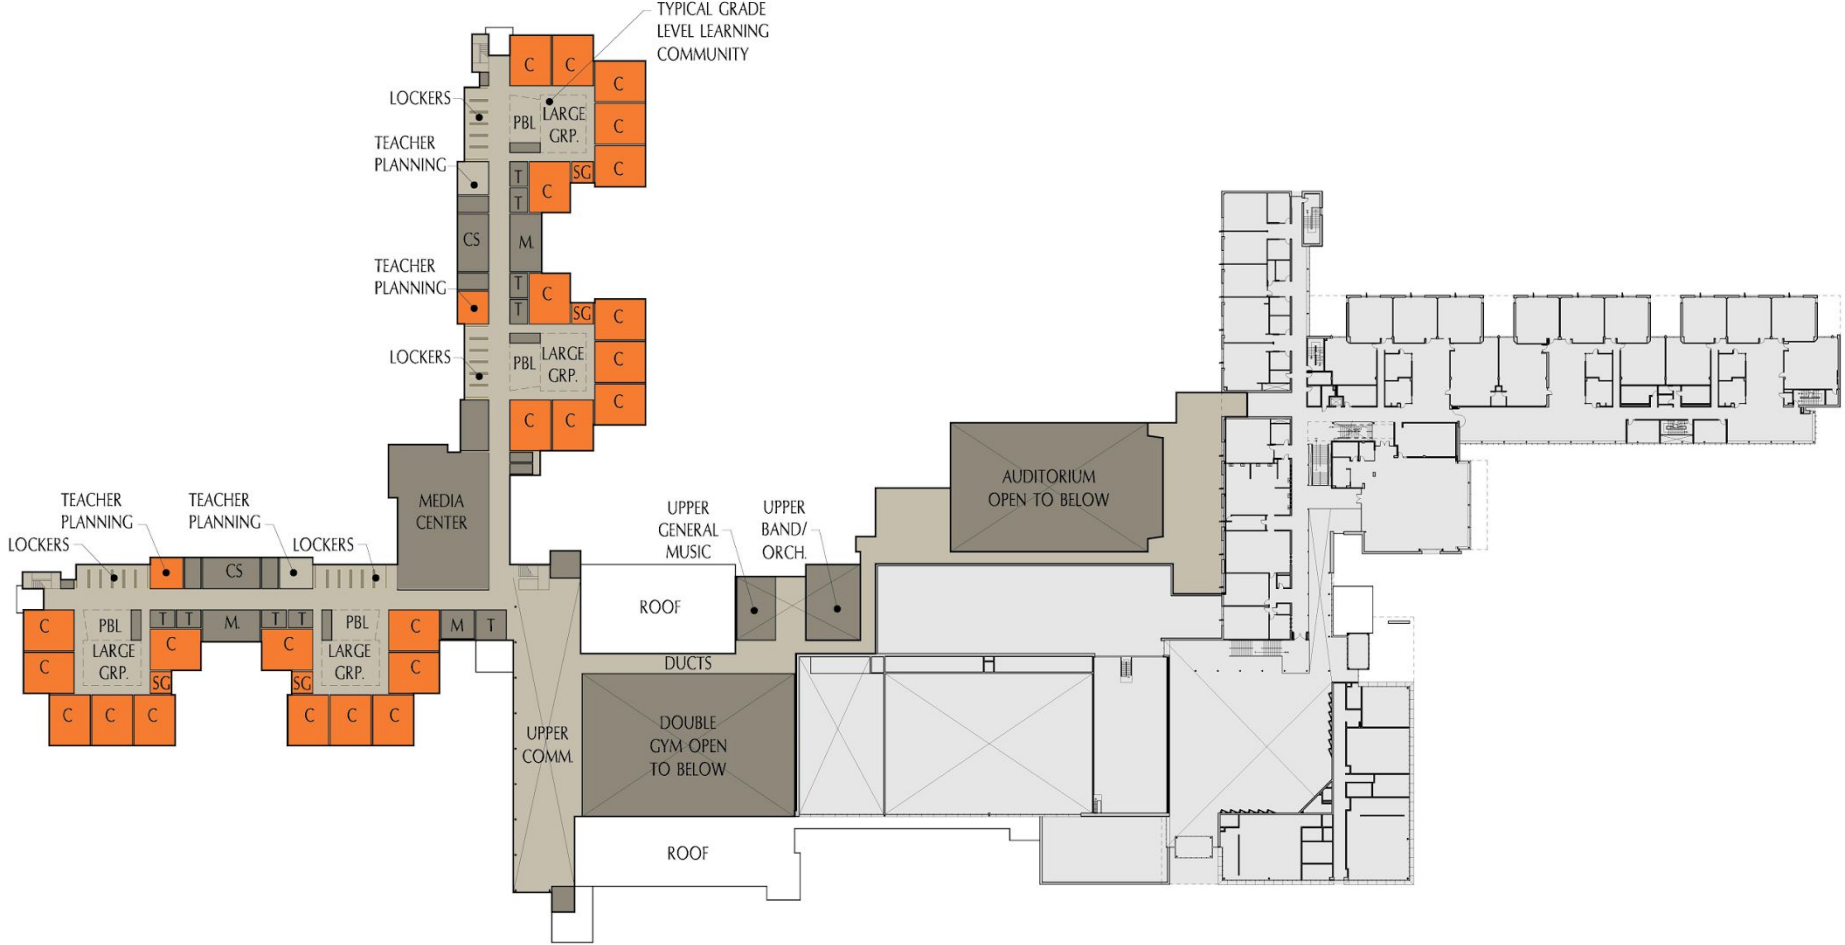 TYPICAL GRADE
LEVEL LEARNING
COMMUNITY
C C
C
LOCKERS
PBL
LARGE
GRP.
C
TEACHER
PLANNING
C
T
C
SG
T
CS
M.
TEACHER
PLANNING
T
C
T
SG
C
LOCKERS
PBL
LARGE
GRP.
C
C
C C
MEDIA
CENTER
AUDITORIUM
OPEN TO BELOW
TEACHER
PLANNING
TEACHER
PLANNING
LOCKERS
LOCKERS
CS
UPPER
GENERAL
MUSIC
UPPER
BAND/
ORCH.
ROOF
C
PBL
T T
M.
T T
PBL
C
M
T
C
LARGE
GRP.
C
C
LARGE
GRP.
C
SG
SG
C C C
C C C
DUCTS
UPPER
COMM.
DOUBLE
GYM OPEN
TO BELOW
ROOF